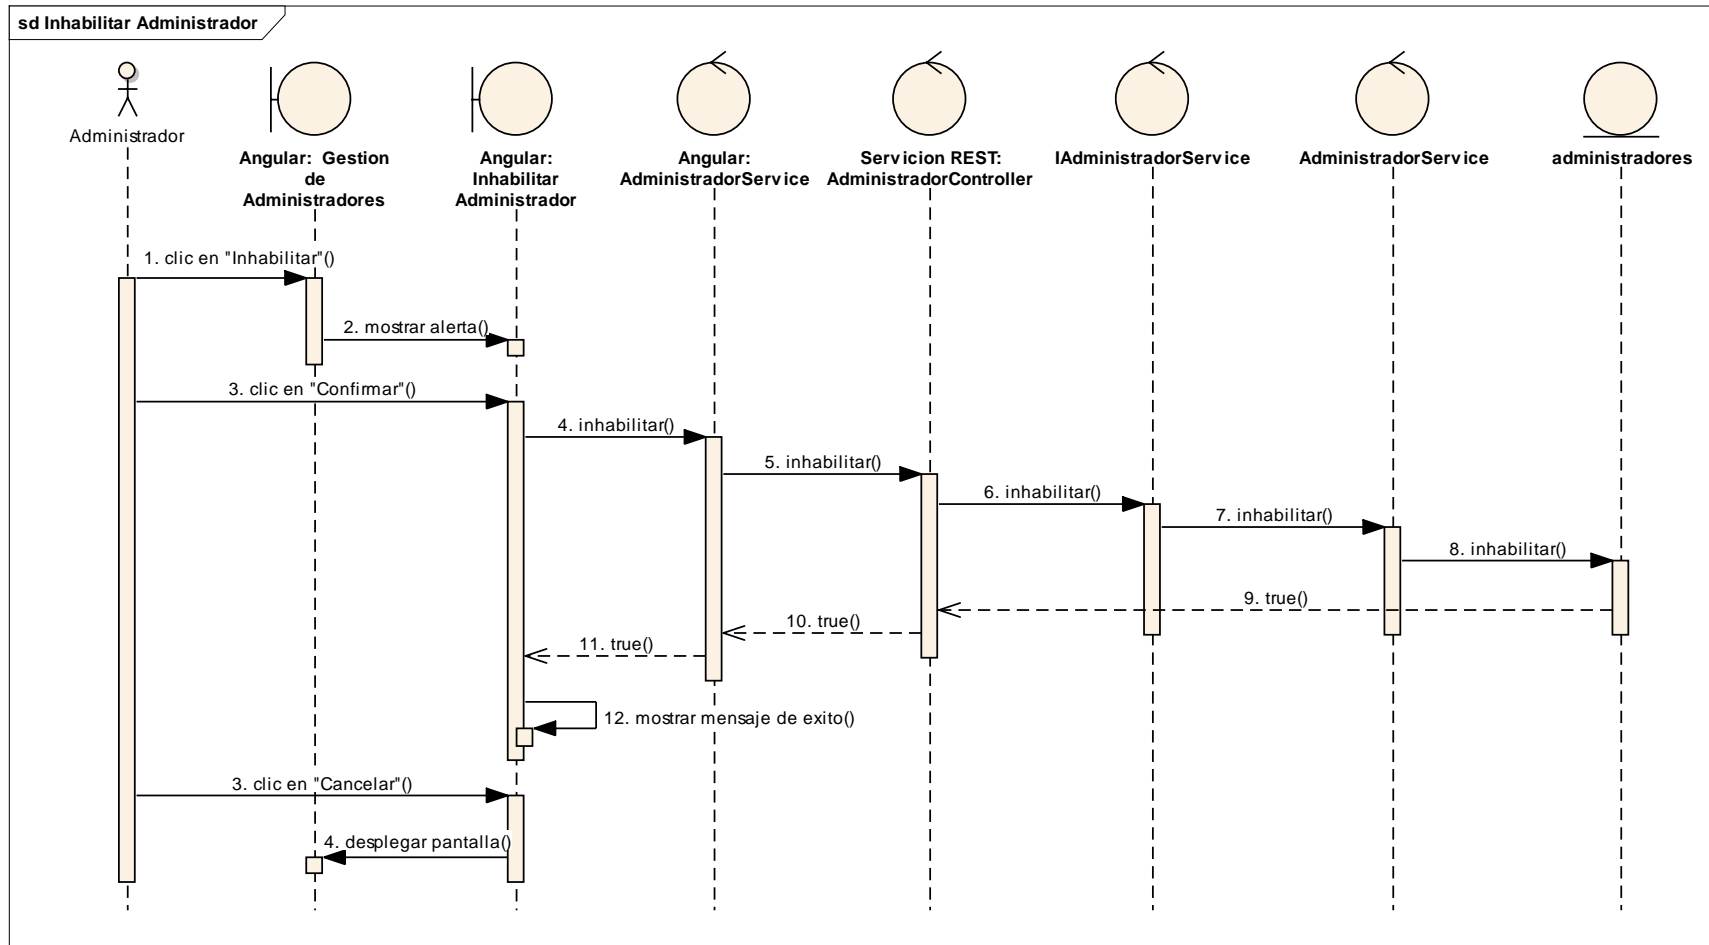 sd Inhabilitar Administrador
Administrador
Angular:  Gestion
de
Administradores
Angular:
Inhabilitar
Administrador
Angular:
AdministradorService
Servicion REST:
AdministradorController
IAdministradorService
AdministradorService
administradores
1. clic en "Inhabilitar"()
2. mostrar alerta()
3. clic en "Confirmar"()
4. inhabilitar()
5. inhabilitar()
6. inhabilitar()
7. inhabilitar()
8. inhabilitar()
9. true()
10. true()
11. true()
12. mostrar mensaje de exito()
3. clic en "Cancelar"()
4. desplegar pantalla()